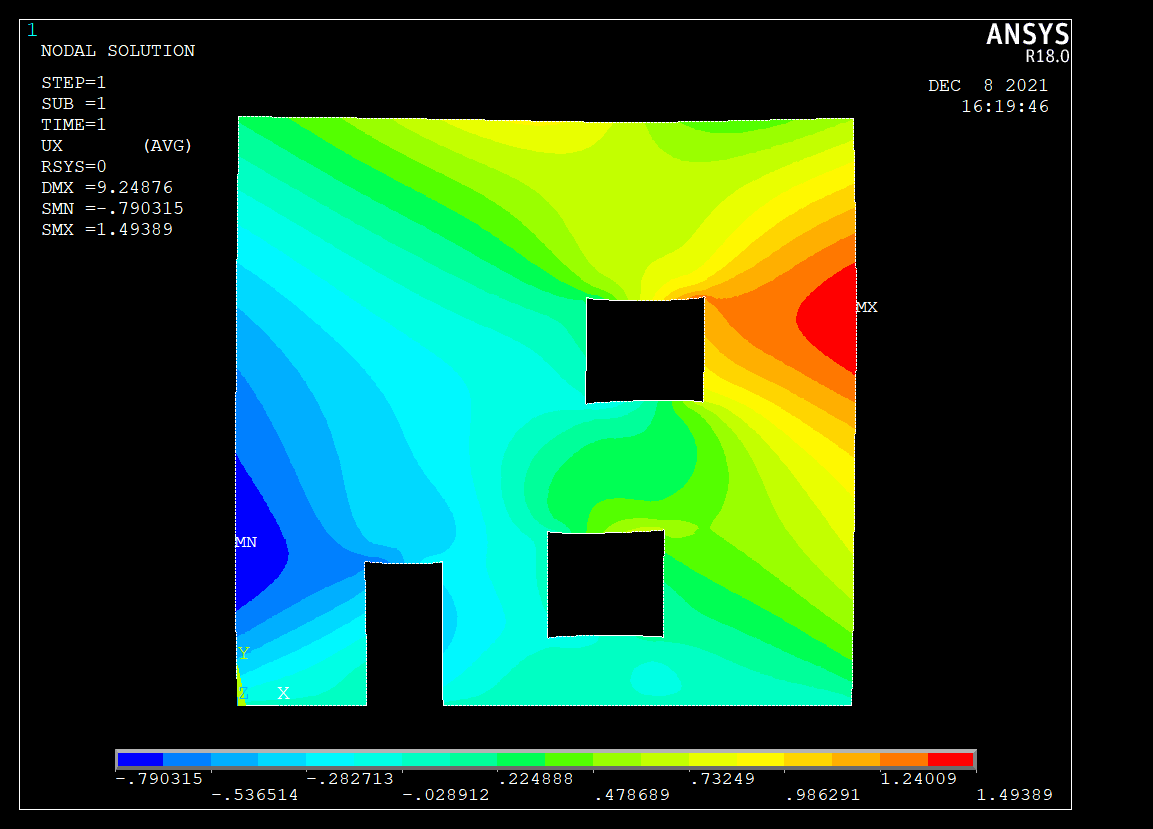 1
NODAL SOLUTION
STEP=1
SUB =1
TIME=1
UX (AVG)
RSYS=0
DMX =9.24876
SMN =-.790315
SMX =1.49389
ANSYS
R18.0
DEC 8 2021
16:19:46
MX
MN
Y
Z X
-.790315 -.282713 .224888 .73249 1.24009
-.536514 -.028912 .478689 .986291 1.49389